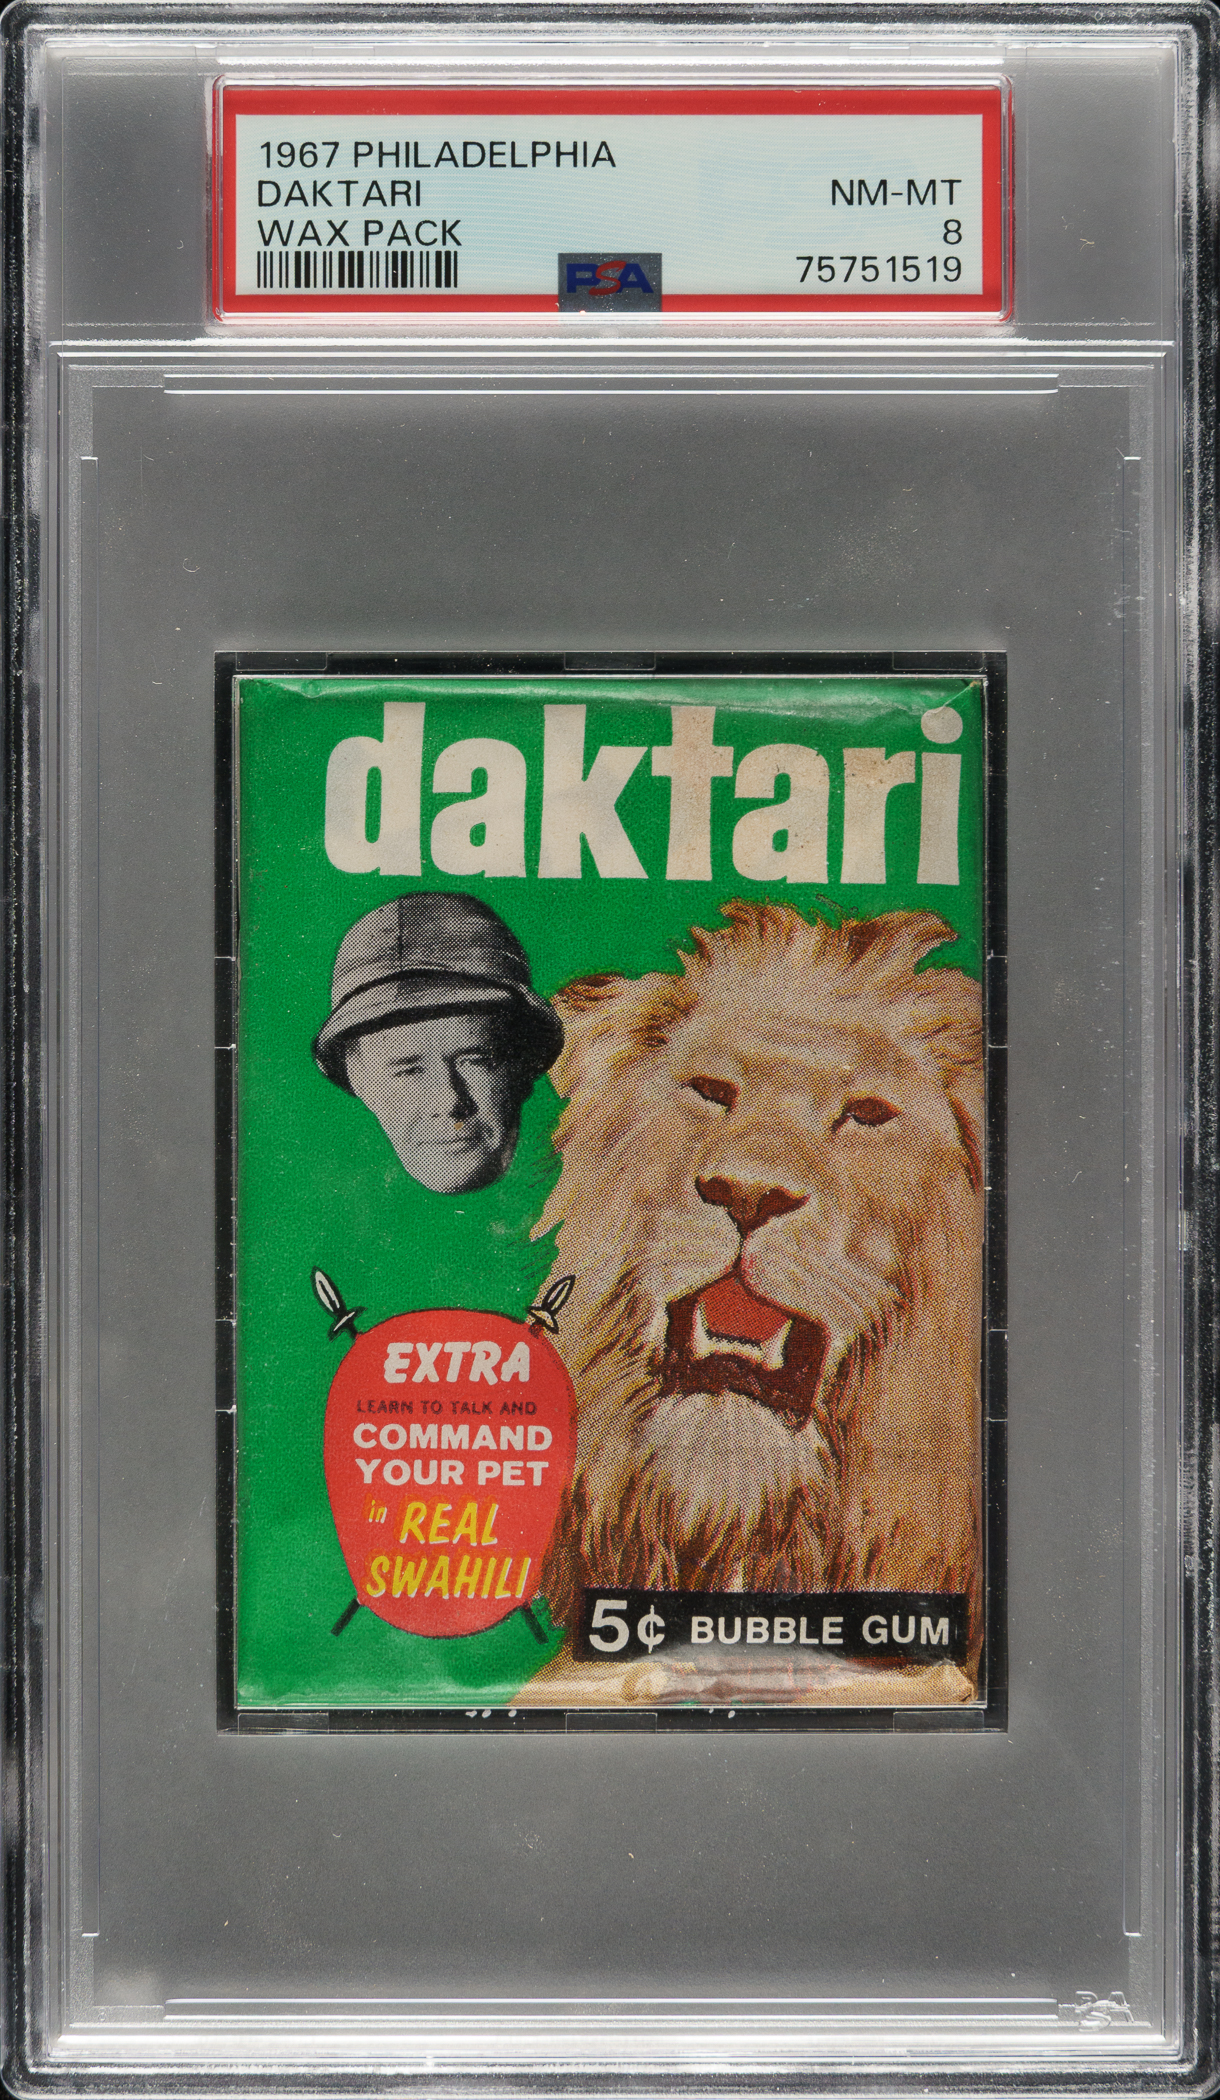 1967 PHILADELPHIA
DAKTARI
NM-MT
WAX PACK
8
PSA
75751519
daktari
EXTRA
LEARN TO TALK AND
COMMAND
YOUR PET
in REAL
SWAHILI
5¢ BUBBLE GUM
PSA